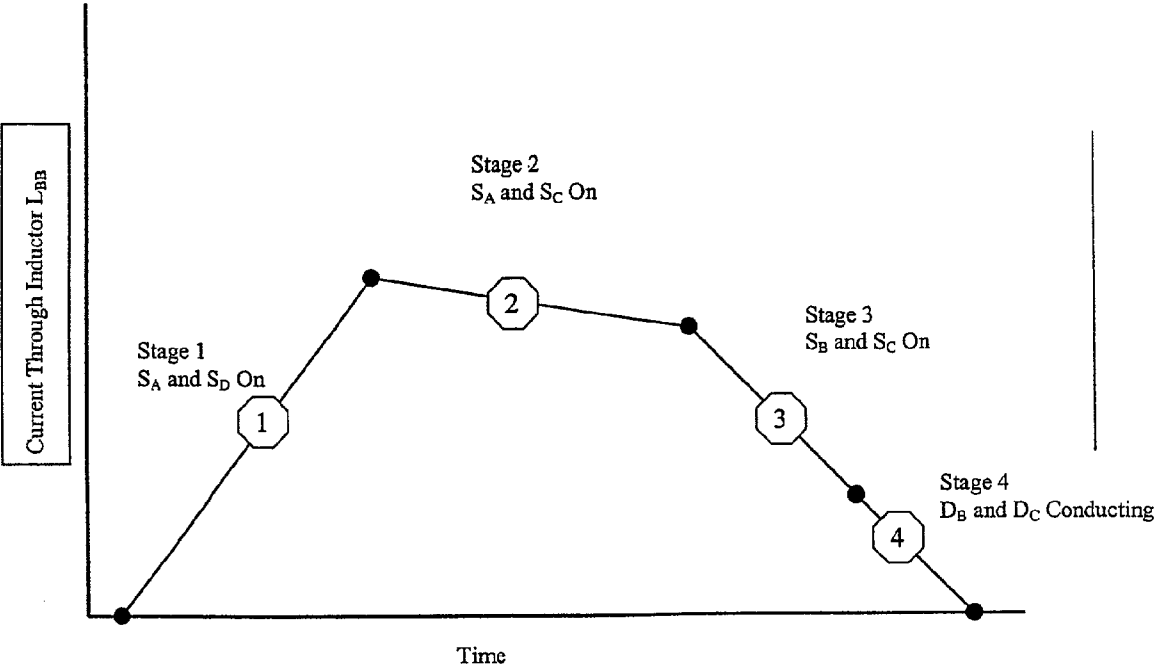 Current Through Inductor L_BB
Stage 2
S_A and S_C On
Stage 1
S_A and S_D On
Stage 3
S_B and S_C On
Stage 4
D_B and D_C Conducting
1
2
3
4
Time